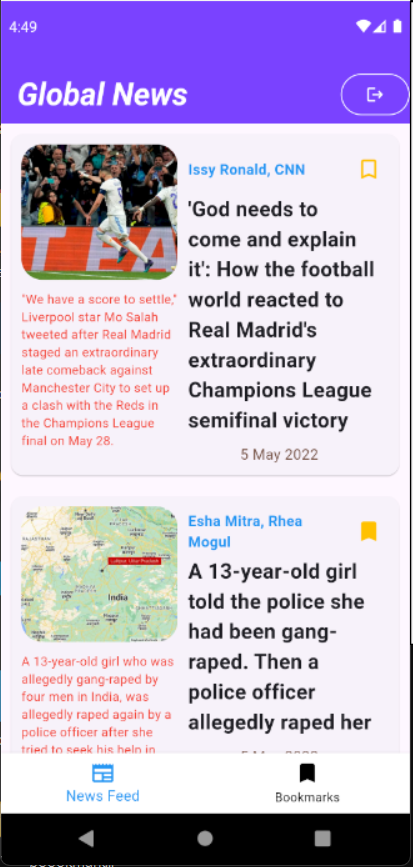 4:49
Global News
Issy Ronald, CNN
'God needs to
come and explain
it': How the football
world reacted to
Real Madrid's
extraordinary
Champions League
semifinal victory
5 May 2022
"We have a score to settle,"
Liverpool star Mo Salah
tweeted after Real Madrid
staged an extraordinary
late comeback against
Manchester City to set up
a clash with the Reds in
the Champions League
final on May 28.
Esha Mitra, Rhea
Mogul
A 13-year-old girl
told the police she
had been gang-
raped. Then a
police officer
allegedly raped her
India
A 13-year-old girl who was
allegedly gang-raped by
four men in India, was
allegedly raped again by a
police officer after she
tried to seek his help in
News Feed
Bookmarks